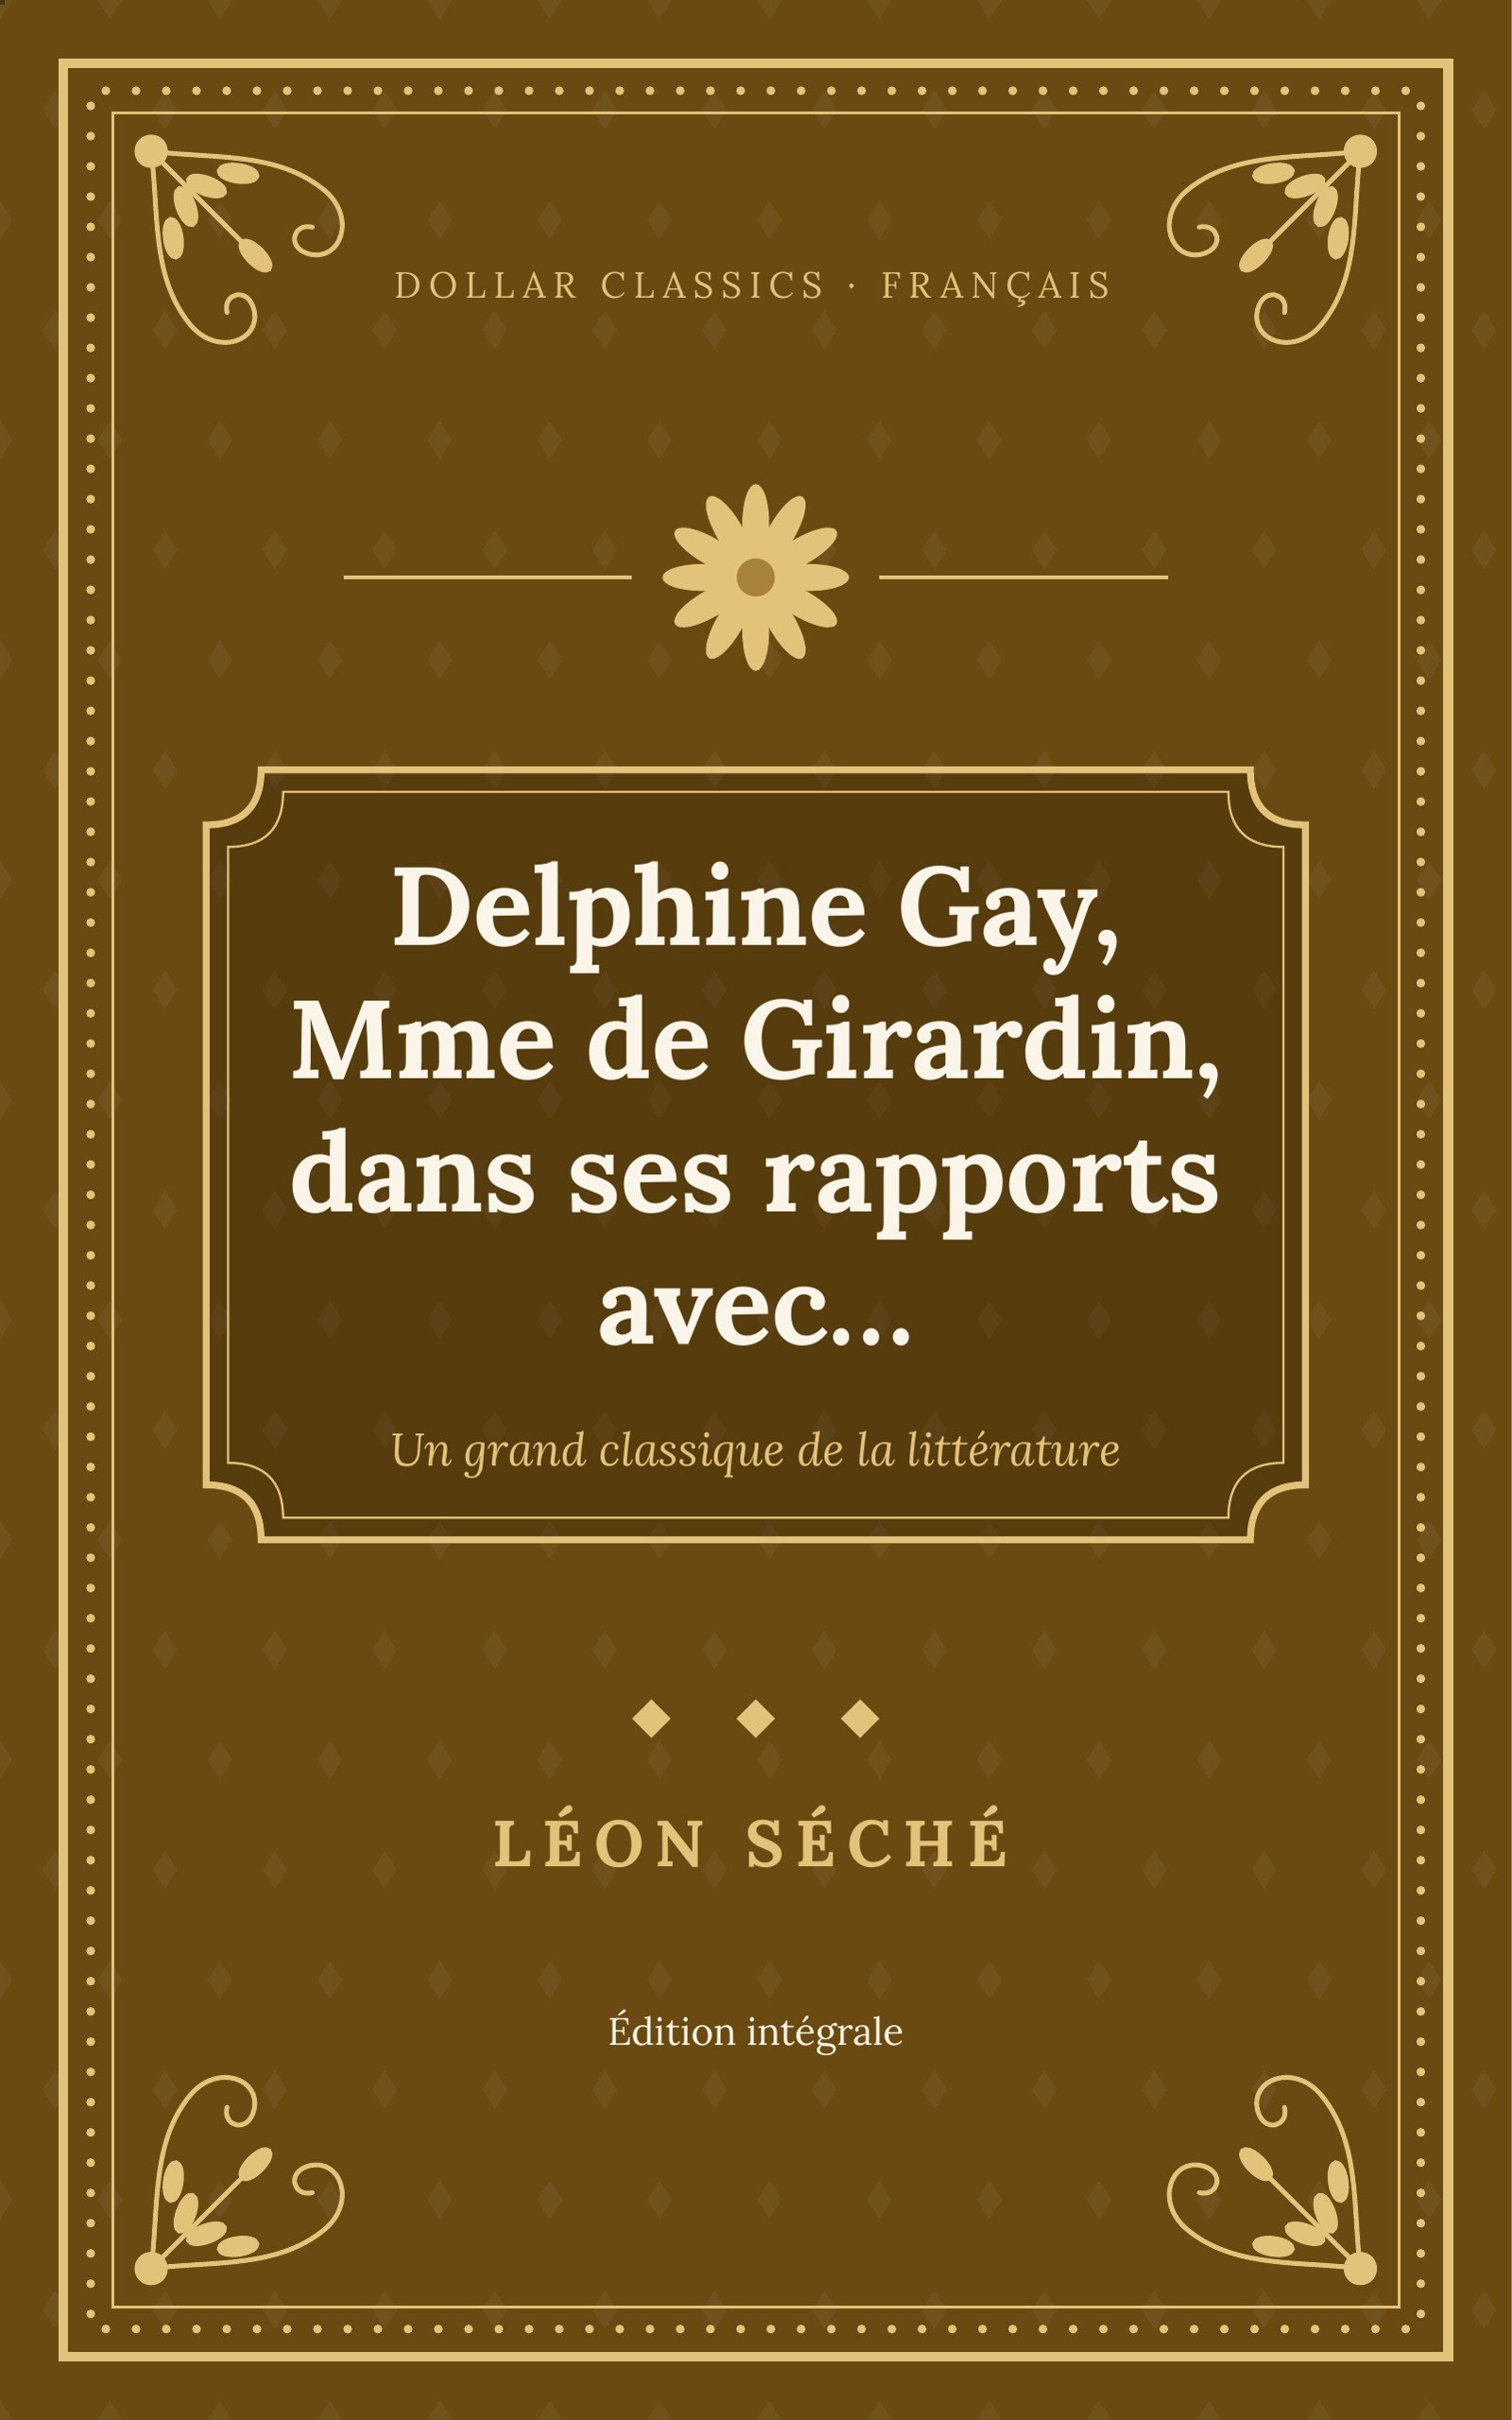 DOLLAR CLASSICS · FRANÇAIS
Delphine Gay,
Mme de Girardin,
dans ses rapports
avec...
Un grand classique de la littérature
LÉON SÉCHÉ
Édition intégrale